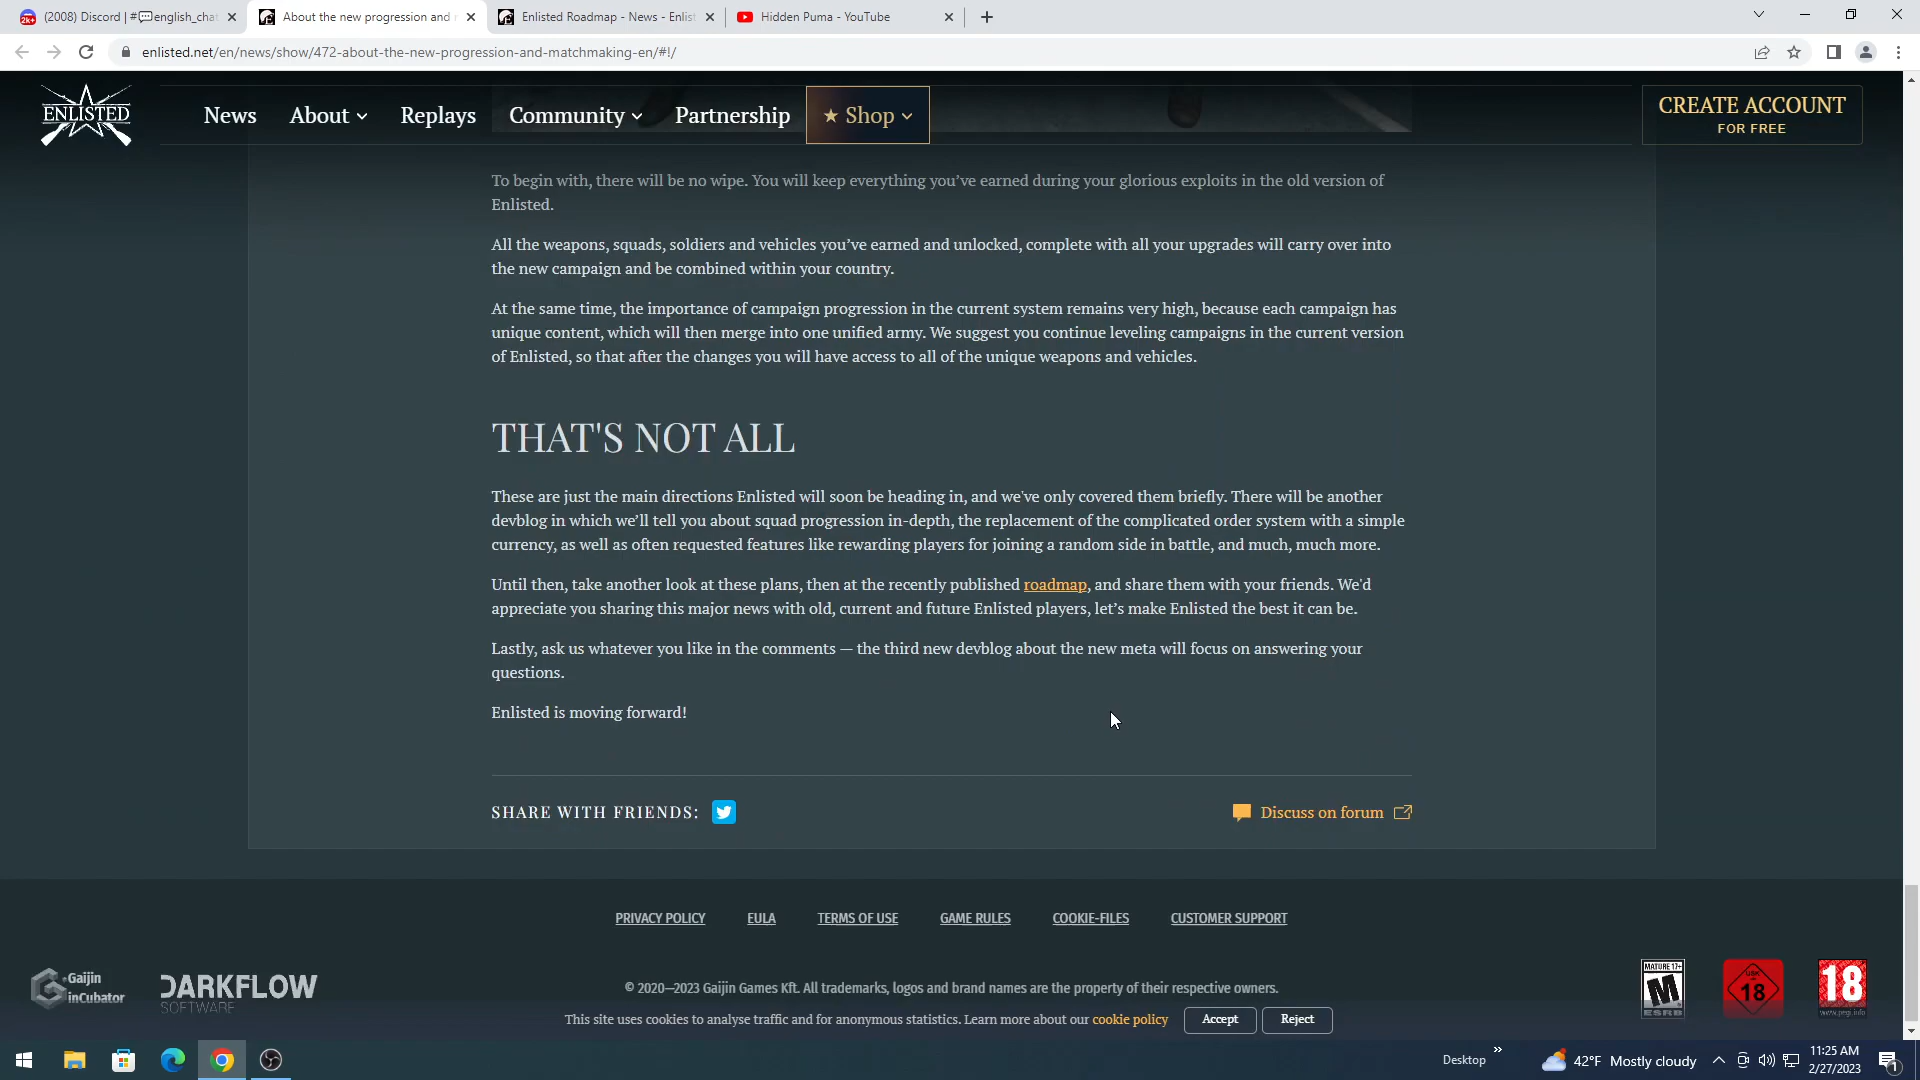 (2008) Discord | #💬english_chat
About the new progression and m
Enlisted Roadmap - News - Enlist
Hidden Puma - YouTube
enlisted.net/en/news/show/472-about-the-new-progression-and-matchmaking-en/#!/
ENLISTED
News
About
Replays
Community
Partnership
★ Shop
CREATE ACCOUNT
FOR FREE
To begin with, there will be no wipe. You will keep everything you’ve earned during your glorious exploits in the old version of
Enlisted.
All the weapons, squads, soldiers and vehicles you’ve earned and unlocked, complete with all your upgrades will carry over into
the new campaign and be combined within your country.
At the same time, the importance of campaign progression in the current system remains very high, because each campaign has
unique content, which will then merge into one unified army. We suggest you continue leveling campaigns in the current version
of Enlisted, so that after the changes you will have access to all of the unique weapons and vehicles.
THAT'S NOT ALL
These are just the main directions Enlisted will soon be heading in, and we've only covered them briefly. There will be another
devblog in which we’ll tell you about squad progression in-depth, the replacement of the complicated order system with a simple
currency, as well as often requested features like rewarding players for joining a random side in battle, and much, much more.
Until then, take another look at these plans, then at the recently published roadmap, and share them with your friends. We'd
appreciate you sharing this major news with old, current and future Enlisted players, let’s make Enlisted the best it can be.
Lastly, ask us whatever you like in the comments — the third new devblog about the new meta will focus on answering your
questions.
Enlisted is moving forward!
SHARE WITH FRIENDS:
Discuss on forum
PRIVACY POLICY
EULA
TERMS OF USE
GAME RULES
COOKIE-FILES
CUSTOMER SUPPORT
Gaijin
inCubator
DARKFLOW
SOFTWARE
© 2020—2023 Gaijin Games Kft. All trademarks, logos and brand names are the property of their respective owners.
This site uses cookies to analyse traffic and for anonymous statistics. Learn more about our cookie policy
Accept
Reject
MATURE 17+
M
ESRB
USK
18
18
www.pegi.info
Desktop
42°F Mostly cloudy
11:25 AM
2/27/2023
1